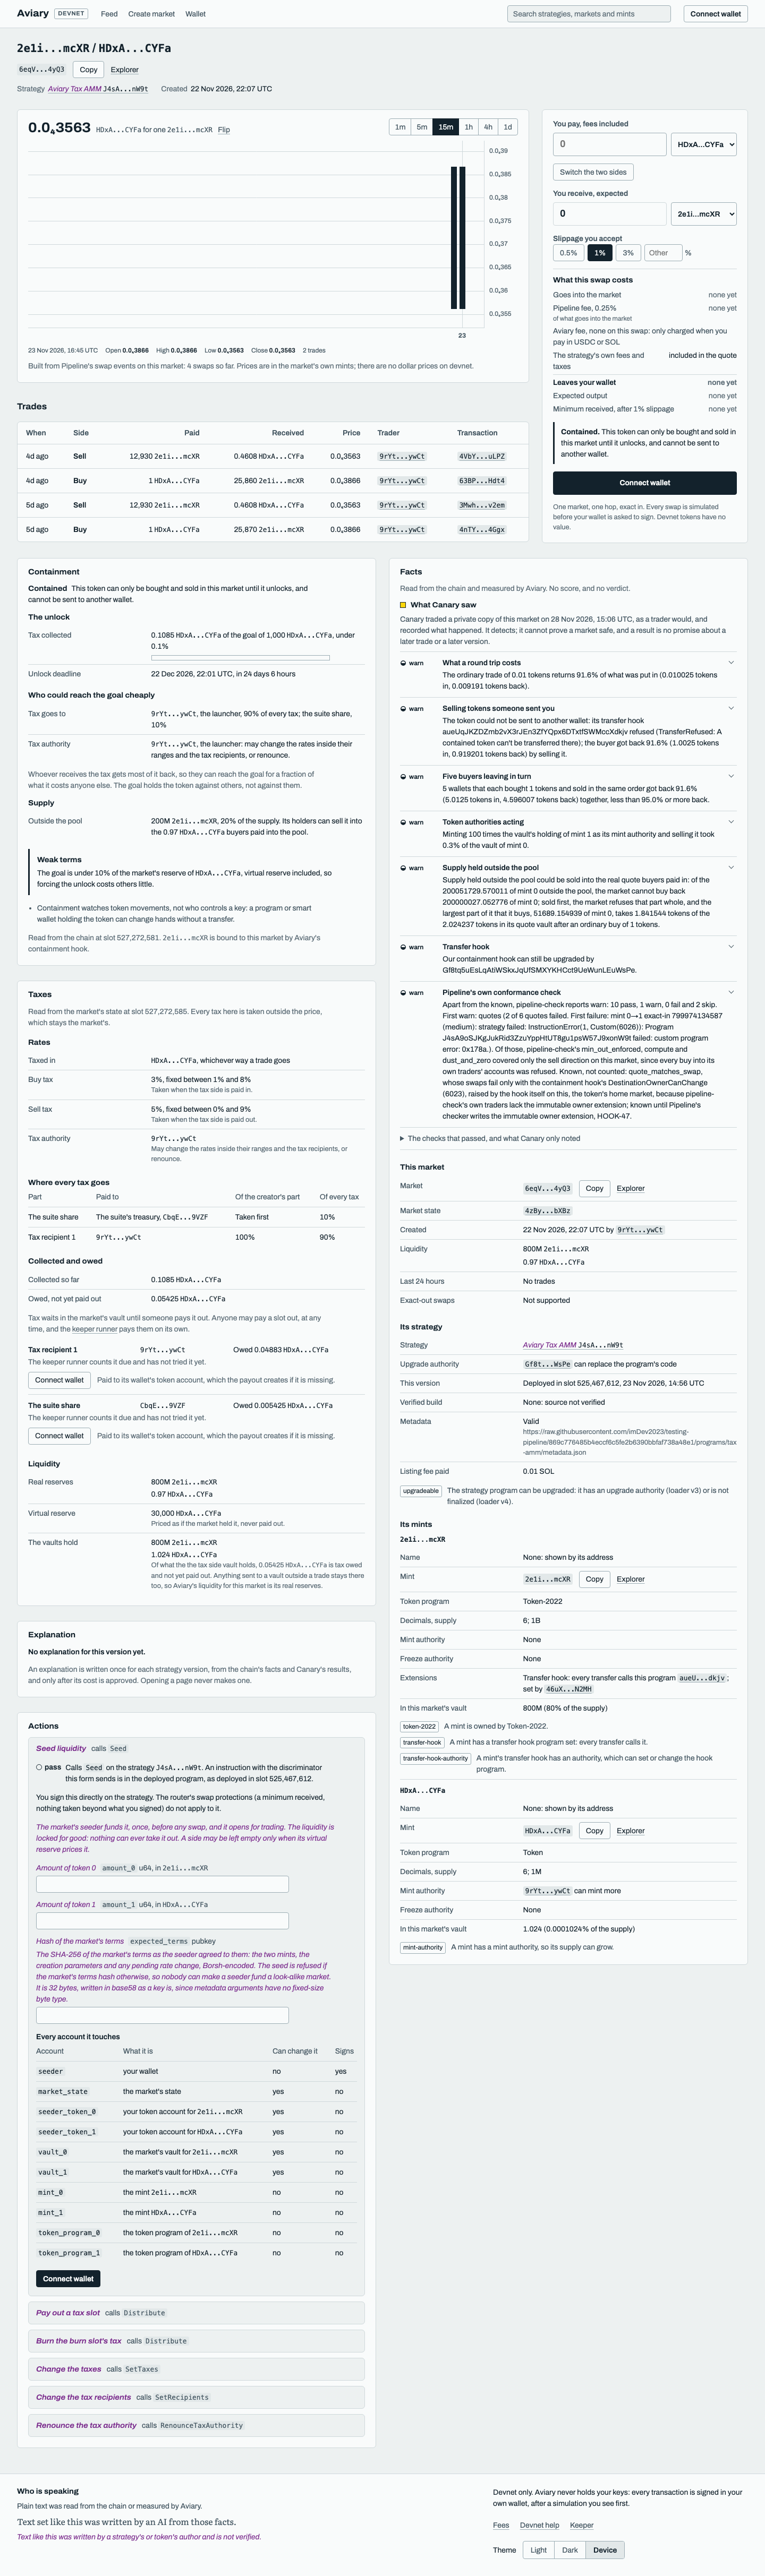 Aviary DEVNET Feed Create market Wallet Search strategies, markets and mints Connect wallet
2e1i...mcXR / HDxA...CYFa
6eqV...4yQ3 Copy Explorer
Strategy Aviary Tax AMM J4sA...nW9t Created 22 Nov 2026, 22:07 UTC
0.0₄3563 HDxA...CYFa for one 2e1i...mcXR Flip 1m 5m 15m 1h 4h 1d
0.0₄39
0.0₄385
0.0₄38
0.0₄375
0.0₄37
0.0₄365
0.0₄36
0.0₄355
23
23 Nov 2026, 16:45 UTC Open 0.0₄3866 High 0.0₄3866 Low 0.0₄3563 Close 0.0₄3563 2 trades
Built from Pipeline's swap events on this market: 4 swaps so far. Prices are in the market's own mints; there are no dollar prices on devnet.
You pay, fees included
0 HDxA...CYFa
Switch the two sides
You receive, expected
0 2e1i...mcXR
Slippage you accept
0.5% 1% 3% Other %
What this swap costs
Goes into the market none yet
Pipeline fee, 0.25% none yet
of what goes into the market
Aviary fee, none on this swap: only charged when you
pay in USDC or SOL
The strategy's own fees and included in the quote
taxes
Leaves your wallet none yet
Expected output none yet
Minimum received, after 1% slippage none yet
Contained. This token can only be bought and sold in
this market until it unlocks, and cannot be sent to
another wallet.
Connect wallet
One market, one hop, exact in. Every swap is simulated
before your wallet is asked to sign. Devnet tokens have no
value.
Trades
When Side Paid Received Price Trader Transaction
4d ago Sell 12,930 2e1i...mcXR 0.4608 HDxA...CYFa 0.0₄3563 9rYt...ywCt 4VbY...uLPZ
4d ago Buy 1 HDxA...CYFa 25,860 2e1i...mcXR 0.0₄3866 9rYt...ywCt 63BP...Hdt4
5d ago Sell 12,930 2e1i...mcXR 0.4608 HDxA...CYFa 0.0₄3563 9rYt...ywCt 3Mwh...v2em
5d ago Buy 1 HDxA...CYFa 25,870 2e1i...mcXR 0.0₄3866 9rYt...ywCt 4nTY...4Ggx
Containment
Contained This token can only be bought and sold in this market until it unlocks, and
cannot be sent to another wallet.
The unlock
Tax collected 0.1085 HDxA...CYFa of the goal of 1,000 HDxA...CYFa, under
0.1%
Unlock deadline 22 Dec 2026, 22:01 UTC, in 24 days 6 hours
Who could reach the goal cheaply
Tax goes to 9rYt...ywCt, the launcher, 90% of every tax; the suite share,
10%
Tax authority 9rYt...ywCt, the launcher: may change the rates inside their
ranges and the tax recipients, or renounce.
Whoever receives the tax gets most of it back, so they can reach the goal for a fraction of
what it costs anyone else. The goal holds the token against others, not against them.
Supply
Outside the pool 200M 2e1i...mcXR, 20% of the supply. Its holders can sell it into
the 0.97 HDxA...CYFa buyers paid into the pool.
Weak terms
The goal is under 10% of the market's reserve of HDxA...CYFa, virtual reserve included, so
forcing the unlock costs others little.
• Containment watches token movements, not who controls a key: a program or smart
wallet holding the token can change hands without a transfer.
Read from the chain at slot 527,272,581. 2e1i...mcXR is bound to this market by Aviary's
containment hook.
Taxes
Read from the market's state at slot 527,272,585. Every tax here is taken outside the price,
which stays the market's.
Rates
Taxed in HDxA...CYFa, whichever way a trade goes
Buy tax 3%, fixed between 1% and 8%
Taken when the tax side is paid in.
Sell tax 5%, fixed between 0% and 9%
Taken when the tax side is paid out.
Tax authority 9rYt...ywCt
May change the rates inside their ranges and the tax recipients, or
renounce.
Where every tax goes
Part Paid to Of the creator's part Of every tax
The suite share The suite's treasury, CbqE...9VZF Taken first 10%
Tax recipient 1 9rYt...ywCt 100% 90%
Collected and owed
Collected so far 0.1085 HDxA...CYFa
Owed, not yet paid out 0.05425 HDxA...CYFa
Tax waits in the market's vault until someone pays it out. Anyone may pay a slot out, at any
time, and the keeper runner pays them on its own.
Tax recipient 1 9rYt...ywCt Owed 0.04883 HDxA...CYFa
The keeper runner counts it due and has not tried it yet.
Connect wallet Paid to its wallet's token account, which the payout creates if it is missing.
The suite share CbqE...9VZF Owed 0.005425 HDxA...CYFa
The keeper runner counts it due and has not tried it yet.
Connect wallet Paid to its wallet's token account, which the payout creates if it is missing.
Liquidity
Real reserves 800M 2e1i...mcXR
0.97 HDxA...CYFa
Virtual reserve 30,000 HDxA...CYFa
Priced as if the market held it, never paid out.
The vaults hold 800M 2e1i...mcXR
1.024 HDxA...CYFa
Of what the the tax side vault holds, 0.05425 HDxA...CYFa is tax owed
and not yet paid out. Anything sent to a vault outside a trade stays there
too, so Aviary's liquidity for this market is its real reserves.
Explanation
No explanation for this version yet.
An explanation is written once for each strategy version, from the chain's facts and Canary's results,
and only after its cost is approved. Opening a page never makes one.
Actions
Seed liquidity calls Seed
pass Calls Seed on the strategy J4sA...nW9t. An instruction with the discriminator
this form sends is in the deployed program, as deployed in slot 525,467,612.
You sign this directly on the strategy. The router's swap protections (a minimum received,
nothing taken beyond what you signed) do not apply to it.
The market's seeder funds it, once, before any swap, and it opens for trading. The liquidity is
locked for good: nothing can ever take it out. A side may be left empty only when its virtual
reserve prices it.
Amount of token 0 amount_0 u64, in 2e1i...mcXR
Amount of token 1 amount_1 u64, in HDxA...CYFa
Hash of the market's terms expected_terms pubkey
The SHA-256 of the market's terms as the seeder agreed to them: the two mints, the
creation parameters and any pending rate change, Borsh-encoded. The seed is refused if
the market's terms hash otherwise, so nobody can make a seeder fund a look-alike market.
It is 32 bytes, written in base58 as a key is, since metadata arguments have no fixed-size
byte type.
Every account it touches
Account What it is Can change it Signs
seeder your wallet no yes
market_state the market's state yes no
seeder_token_0 your token account for 2e1i...mcXR yes no
seeder_token_1 your token account for HDxA...CYFa yes no
vault_0 the market's vault for 2e1i...mcXR yes no
vault_1 the market's vault for HDxA...CYFa yes no
mint_0 the mint 2e1i...mcXR no no
mint_1 the mint HDxA...CYFa no no
token_program_0 the token program of 2e1i...mcXR no no
token_program_1 the token program of HDxA...CYFa no no
Connect wallet
Pay out a tax slot calls Distribute
Burn the burn slot's tax calls Distribute
Change the taxes calls SetTaxes
Change the tax recipients calls SetRecipients
Renounce the tax authority calls RenounceTaxAuthority
Facts
Read from the chain and measured by Aviary. No score, and no verdict.
What Canary saw
Canary traded a private copy of this market on 28 Nov 2026, 15:06 UTC, as a trader would, and
recorded what happened. It detects; it cannot prove a market safe, and a result is no promise about a
later trade or a later version.
warn What a round trip costs
The ordinary trade of 0.01 tokens returns 91.6% of what was put in (0.010025 tokens
in, 0.009191 tokens back).
warn Selling tokens someone sent you
The token could not be sent to another wallet: its transfer hook
aueUqJKZDZmb2vX3rJEn3ZfYQpx6DTxtfSWMccXdkjv refused (TransferRefused: A
contained token can't be transferred there); the buyer got back 91.6% (1.0025 tokens
in, 0.919201 tokens back) by selling it.
warn Five buyers leaving in turn
5 wallets that each bought 1 tokens and sold in the same order got back 91.6%
(5.0125 tokens in, 4.596007 tokens back) together, less than 95.0% or more back.
warn Token authorities acting
Minting 100 times the vault's holding of mint 1 as its mint authority and selling it took
0.3% of the vault of mint 0.
warn Supply held outside the pool
Supply held outside the pool could be sold into the real quote buyers paid in: of the
200051729.570011 of mint 0 outside the pool, the market cannot buy back
200000027.052776 of mint 0; sold first, the market refuses that part whole, and the
largest part of it that it buys, 51689.154939 of mint 0, takes 1.841544 tokens of the
2.024237 tokens in its quote vault after an ordinary buy of 1 tokens.
warn Transfer hook
Our containment hook can still be upgraded by
Gf8tq5uEsLqAtiWSkxJqUfSMXYKHCct9UeWunLEuWsPe.
warn Pipeline's own conformance check
Apart from the known, pipeline-check reports warn: 10 pass, 1 warn, 0 fail and 2 skip.
First warn: quotes (2 of 6 quotes failed. First failure: mint 0→1 exact-in 799974134587
(medium): strategy failed: InstructionError(1, Custom(6026)): Program
J4sA9oSJKgJukRid3ZzuYppHtUT8gu1psW57J9xonW9t failed: custom program
error: 0x178a.). Of those, pipeline-check's min_out_enforced, compute and
dust_and_zero covered only the sell direction on this market, since every buy into its
own traders' accounts was refused. Known, not counted: quote_matches_swap,
whose swaps fail only with the containment hook's DestinationOwnerCanChange
(6023), raised by the hook itself on this, the token's home market, because pipeline-
check's own traders lack the immutable owner extension; known until Pipeline's
checker writes the immutable owner extension, HOOK-47.
The checks that passed, and what Canary only noted
This market
Market 6eqV...4yQ3 Copy Explorer
Market state 4zBy...bXBz
Created 22 Nov 2026, 22:07 UTC by 9rYt...ywCt
Liquidity 800M 2e1i...mcXR
0.97 HDxA...CYFa
Last 24 hours No trades
Exact-out swaps Not supported
Its strategy
Strategy Aviary Tax AMM J4sA...nW9t
Upgrade authority Gf8t...WsPe can replace the program's code
This version Deployed in slot 525,467,612, 23 Nov 2026, 14:56 UTC
Verified build None: source not verified
Metadata Valid
https://raw.githubusercontent.com/imDev2023/testing-
pipeline/869c776485b4eccf6c5fe2b6390bbfaf738a48e1/programs/tax
-amm/metadata.json
Listing fee paid 0.01 SOL
upgradeable The strategy program can be upgraded: it has an upgrade authority (loader v3) or is not
finalized (loader v4).
Its mints
2e1i...mcXR
Name None: shown by its address
Mint 2e1i...mcXR Copy Explorer
Token program Token-2022
Decimals, supply 6; 1B
Mint authority None
Freeze authority None
Extensions Transfer hook: every transfer calls this program aueU...dkjv ;
set by 46uX...N2MH
In this market's vault 800M (80% of the supply)
token-2022 A mint is owned by Token-2022.
transfer-hook A mint has a transfer hook program set: every transfer calls it.
transfer-hook-authority A mint's transfer hook has an authority, which can set or change the hook
program.
HDxA...CYFa
Name None: shown by its address
Mint HDxA...CYFa Copy Explorer
Token program Token
Decimals, supply 6; 1M
Mint authority 9rYt...ywCt can mint more
Freeze authority None
In this market's vault 1.024 (0.0001024% of the supply)
mint-authority A mint has a mint authority, so its supply can grow.
Who is speaking
Plain text was read from the chain or measured by Aviary.
Text set like this was written by an AI from those facts.
Text like this was written by a strategy's or token's author and is not verified.
Devnet only. Aviary never holds your keys: every transaction is signed in your
own wallet, after a simulation you see first.
Fees Devnet help Keeper
Theme Light Dark Device